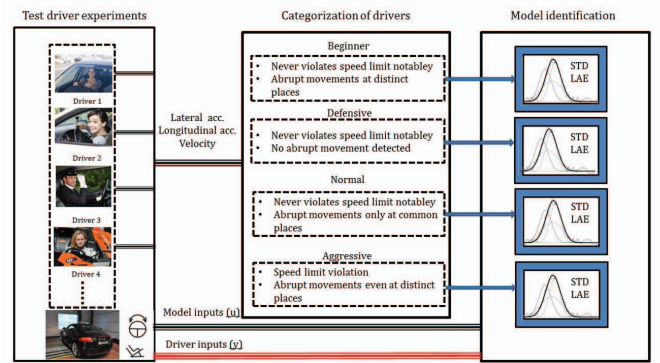 Test driver experiments
Driver 1
Driver 2
Driver 3
Driver 4
Lateral acc.
Longitudinal acc.
Velocity
Model inputs (u)
Driver inputs (y)
Categorization of drivers
Beginner
• Never violates speed limit notabley
• Abrupt movements at distinct
places
Defensive
• Never violates speed limit notabley
• No abrupt movement detected
Normal
• Never violates speed limit notabley
• Abrupt movements only at common
places
Aggressive
• Speed limit violation
• Abrupt movements even at distinct
places
Model identification
STD
LAE
STD
LAE
STD
LAE
STD
LAE